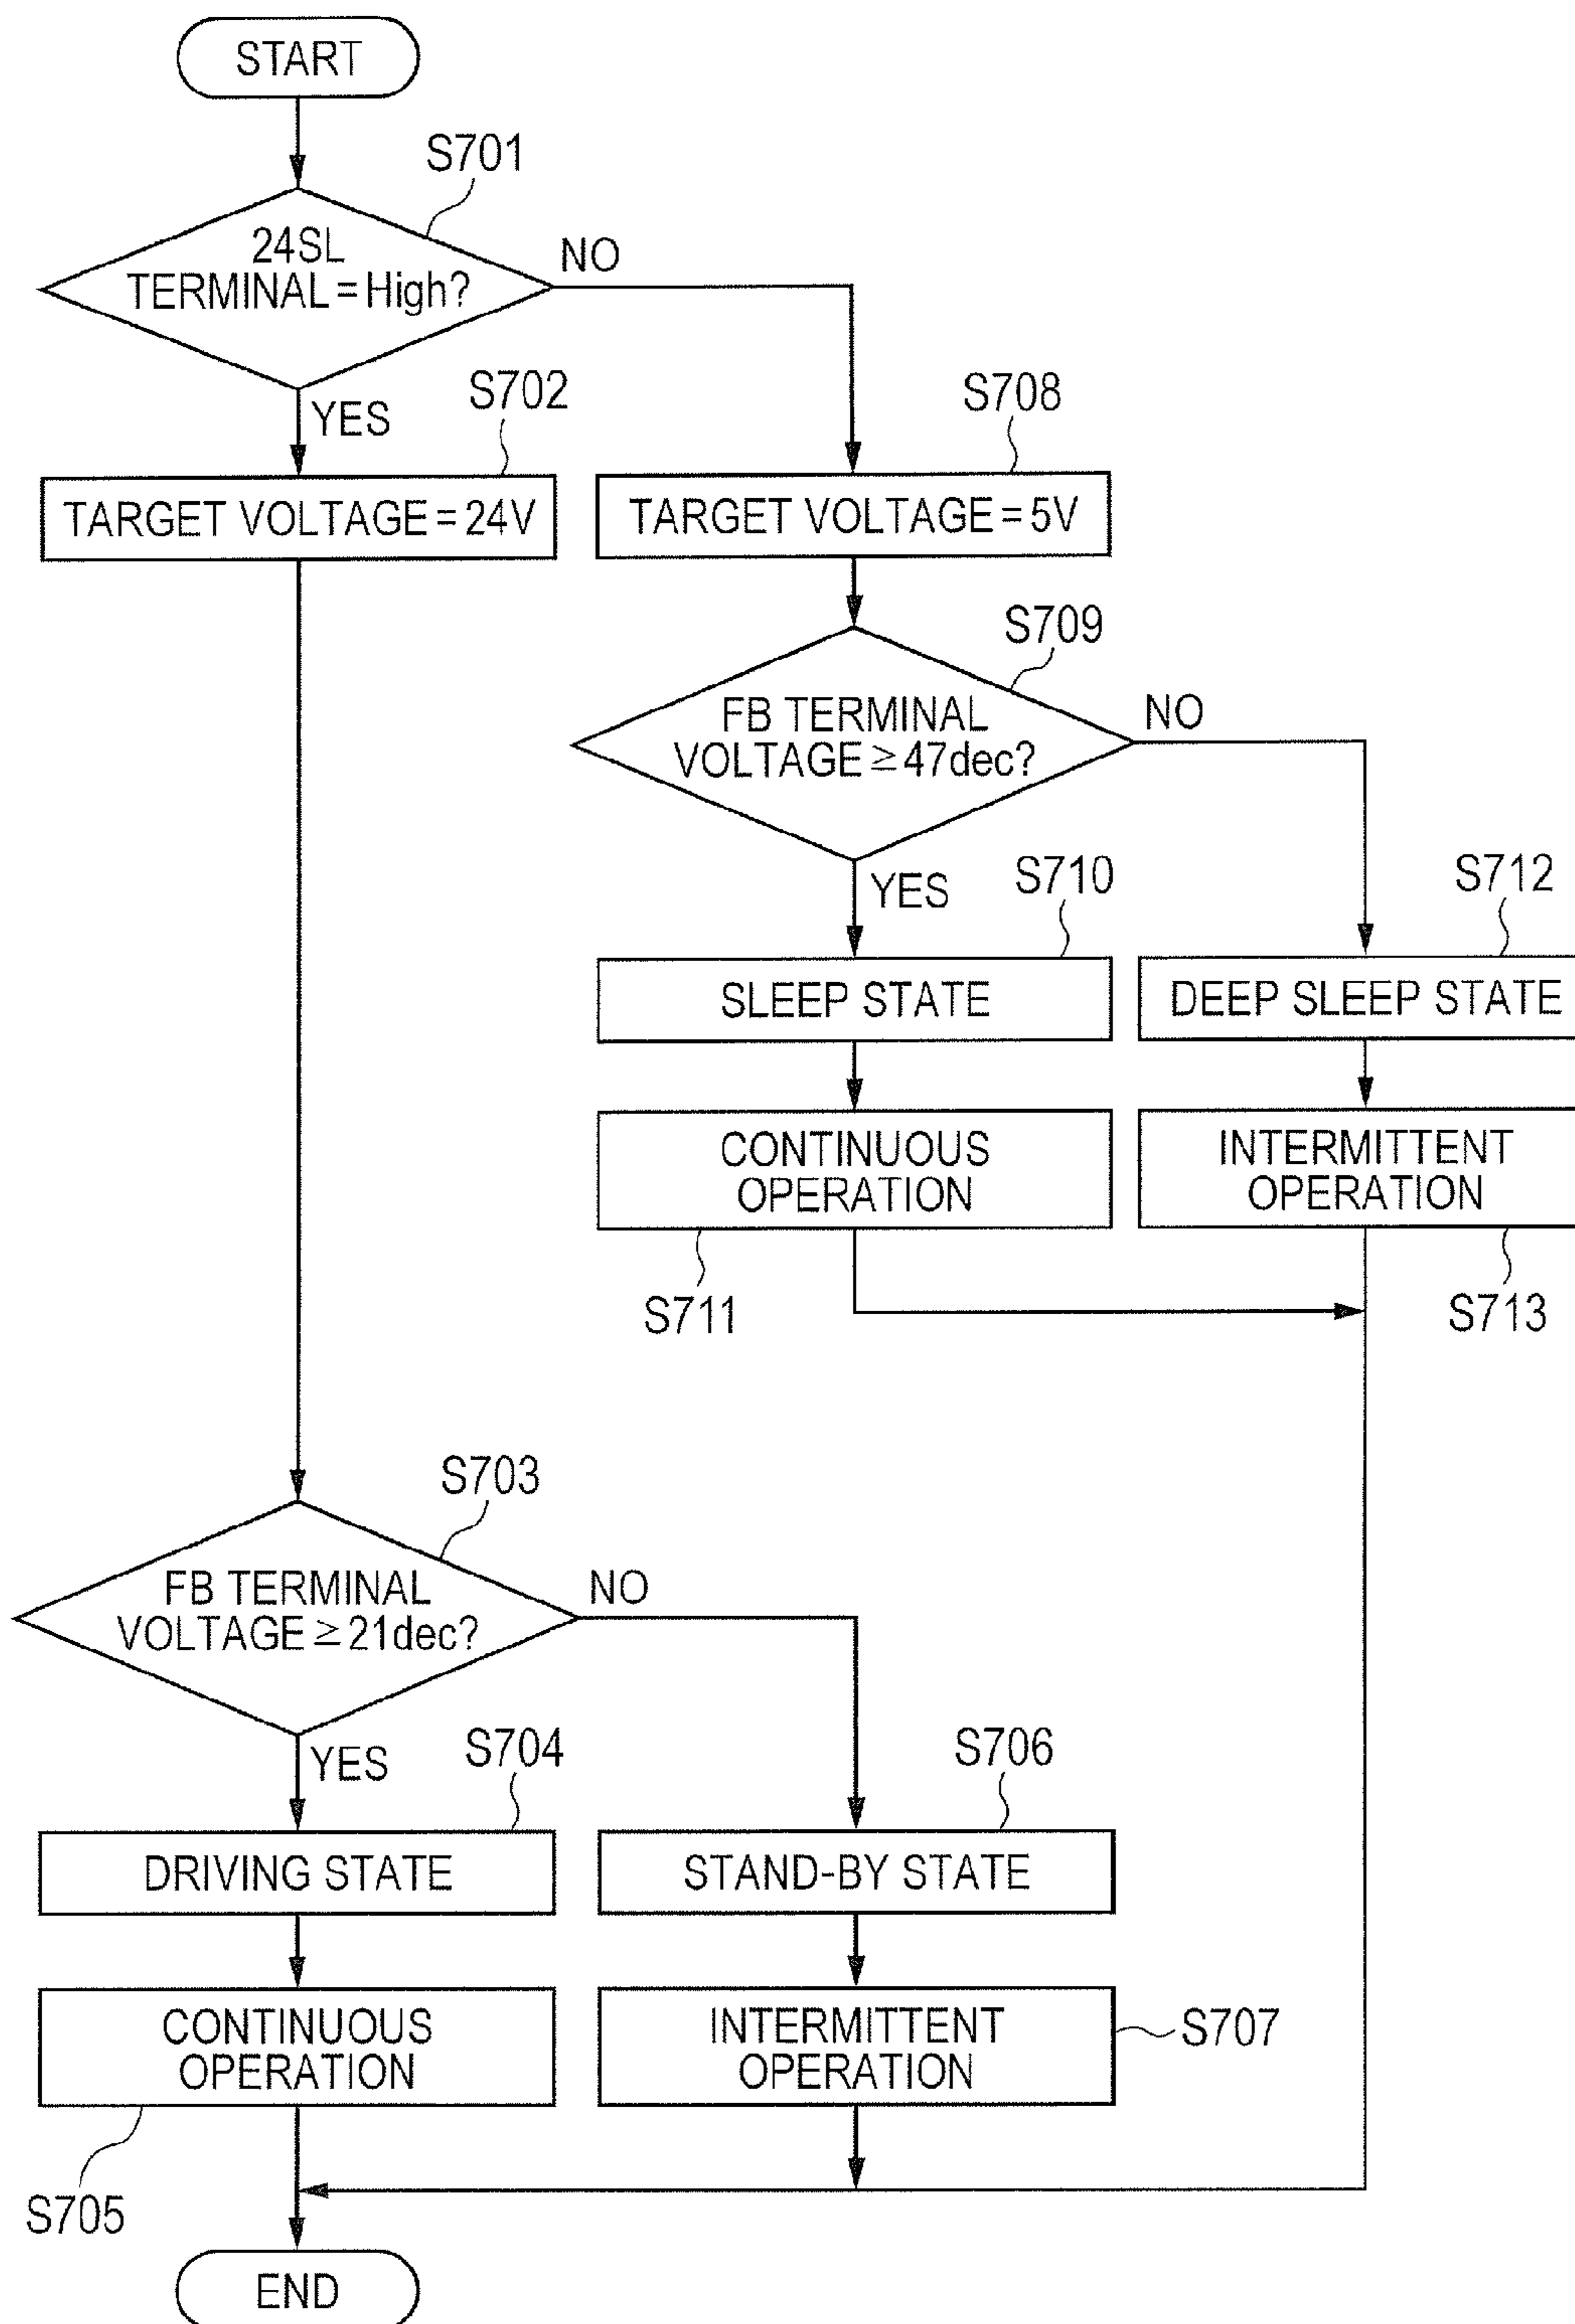 START
S701
24SL
TERMINAL=High?
NO
YES
S702
S708
TARGET VOLTAGE=24V
TARGET VOLTAGE=5V
S709
FB TERMINAL
VOLTAGE≥47dec?
NO
YES
S710
S712
SLEEP STATE
DEEP SLEEP STATE
CONTINUOUS
OPERATION
INTERMITTENT
OPERATION
S711
S713
S703
FB TERMINAL
VOLTAGE≥21dec?
NO
YES
S704
S706
DRIVING STATE
STAND-BY STATE
CONTINUOUS
OPERATION
INTERMITTENT
OPERATION
S707
S705
END